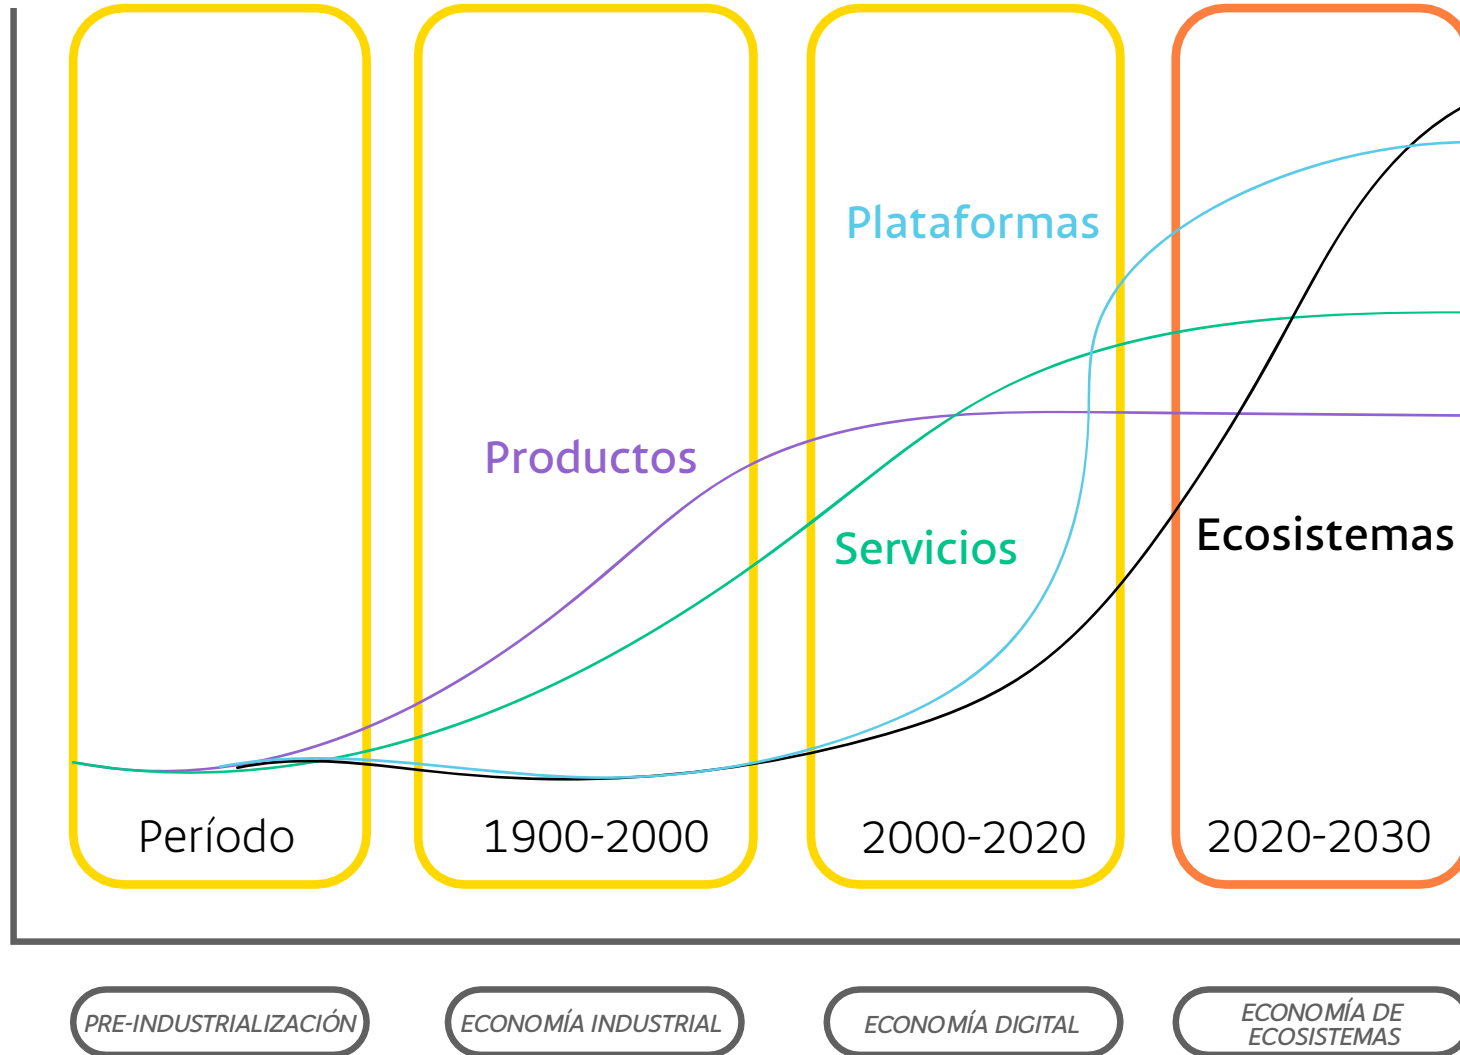 Plataformas
Productos
Servicios
Ecosistemas
Período
1900-2000
2000-2020
2020-2030
PRE-INDUSTRIALIZACIÓN
ECONOMÍA INDUSTRIAL
ECONOMÍA DIGITAL
ECONOMÍA DE
ECOSISTEMAS